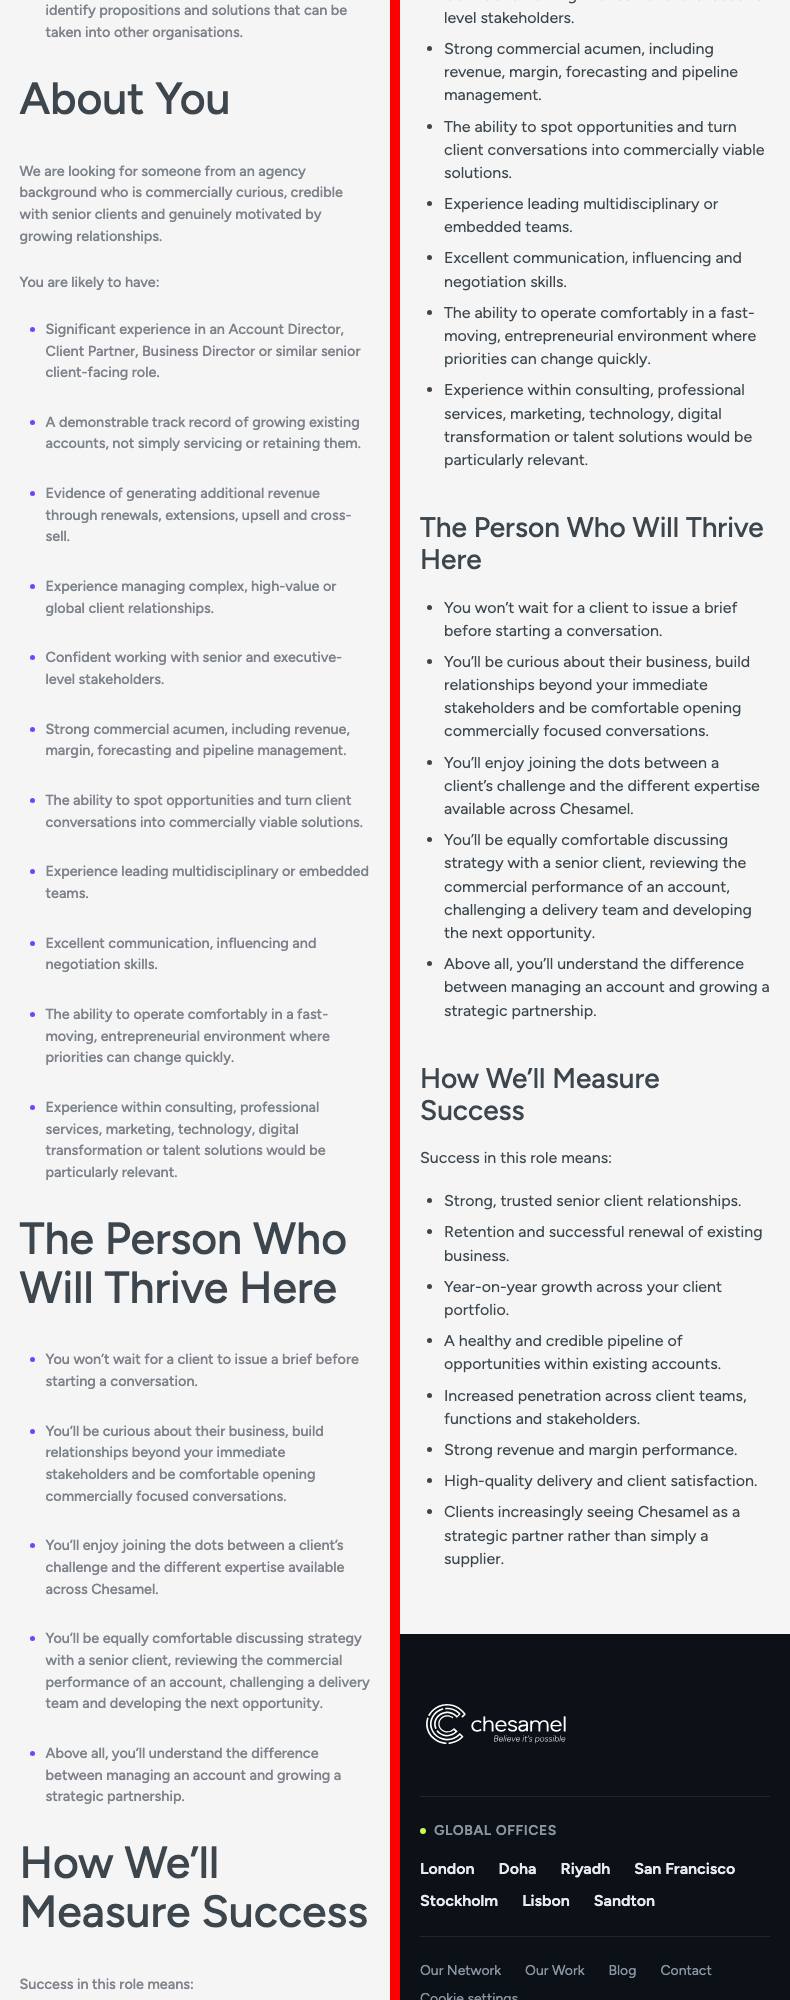 identify propositions and solutions that can be
taken into other organisations.
About You
We are looking for someone from an agency
background who is commercially curious, credible
with senior clients and genuinely motivated by
growing relationships.
You are likely to have:
Significant experience in an Account Director,
Client Partner, Business Director or similar senior
client-facing role.
A demonstrable track record of growing existing
accounts, not simply servicing or retaining them.
Evidence of generating additional revenue
through renewals, extensions, upsell and cross-
sell.
Experience managing complex, high-value or
global client relationships.
Confident working with senior and executive-
level stakeholders.
Strong commercial acumen, including revenue,
margin, forecasting and pipeline management.
The ability to spot opportunities and turn client
conversations into commercially viable solutions.
Experience leading multidisciplinary or embedded
teams.
Excellent communication, influencing and
negotiation skills.
The ability to operate comfortably in a fast-
moving, entrepreneurial environment where
priorities can change quickly.
Experience within consulting, professional
services, marketing, technology, digital
transformation or talent solutions would be
particularly relevant.
The Person Who
Will Thrive Here
You won’t wait for a client to issue a brief before
starting a conversation.
You’ll be curious about their business, build
relationships beyond your immediate
stakeholders and be comfortable opening
commercially focused conversations.
You’ll enjoy joining the dots between a client’s
challenge and the different expertise available
across Chesamel.
You’ll be equally comfortable discussing strategy
with a senior client, reviewing the commercial
performance of an account, challenging a delivery
team and developing the next opportunity.
Above all, you’ll understand the difference
between managing an account and growing a
strategic partnership.
How We’ll
Measure Success
Success in this role means:
level stakeholders.
Strong commercial acumen, including
revenue, margin, forecasting and pipeline
management.
The ability to spot opportunities and turn
client conversations into commercially viable
solutions.
Experience leading multidisciplinary or
embedded teams.
Excellent communication, influencing and
negotiation skills.
The ability to operate comfortably in a fast-
moving, entrepreneurial environment where
priorities can change quickly.
Experience within consulting, professional
services, marketing, technology, digital
transformation or talent solutions would be
particularly relevant.
The Person Who Will Thrive
Here
You won’t wait for a client to issue a brief
before starting a conversation.
You’ll be curious about their business, build
relationships beyond your immediate
stakeholders and be comfortable opening
commercially focused conversations.
You’ll enjoy joining the dots between a
client’s challenge and the different expertise
available across Chesamel.
You’ll be equally comfortable discussing
strategy with a senior client, reviewing the
commercial performance of an account,
challenging a delivery team and developing
the next opportunity.
Above all, you’ll understand the difference
between managing an account and growing a
strategic partnership.
How We’ll Measure
Success
Success in this role means:
Strong, trusted senior client relationships.
Retention and successful renewal of existing
business.
Year-on-year growth across your client
portfolio.
A healthy and credible pipeline of
opportunities within existing accounts.
Increased penetration across client teams,
functions and stakeholders.
Strong revenue and margin performance.
High-quality delivery and client satisfaction.
Clients increasingly seeing Chesamel as a
strategic partner rather than simply a
supplier.
chesamel
Believe it's possible
GLOBAL OFFICES
London Doha Riyadh San Francisco
Stockholm Lisbon Sandton
Our Network Our Work Blog Contact
Cookie settings